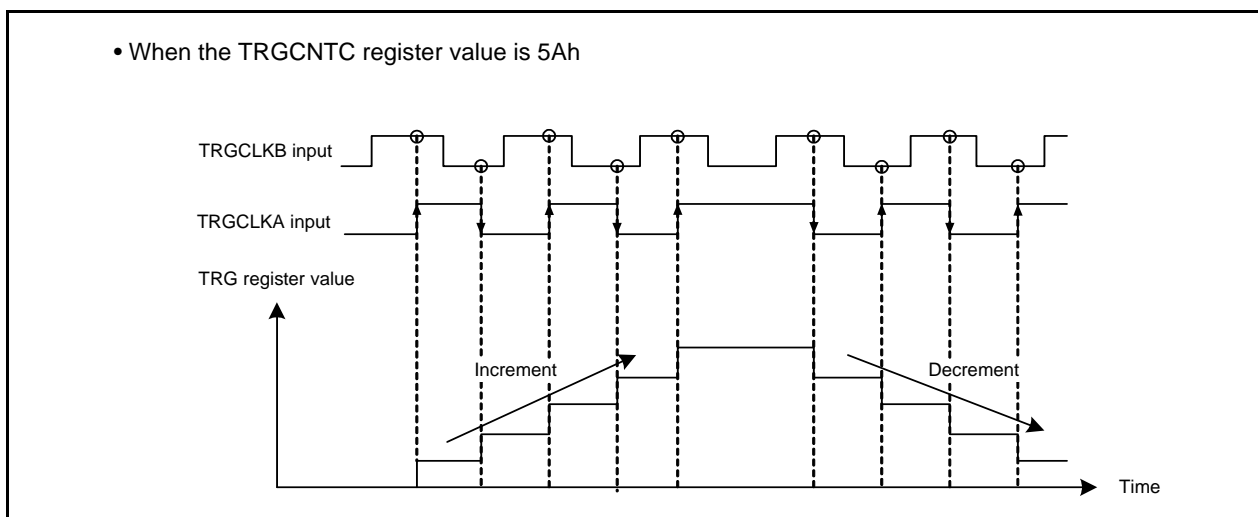 • When the TRGCNTC register value is 5Ah
TRGCLKB input
TRGCLKA input
TRG register value
Increment
Decrement
Time